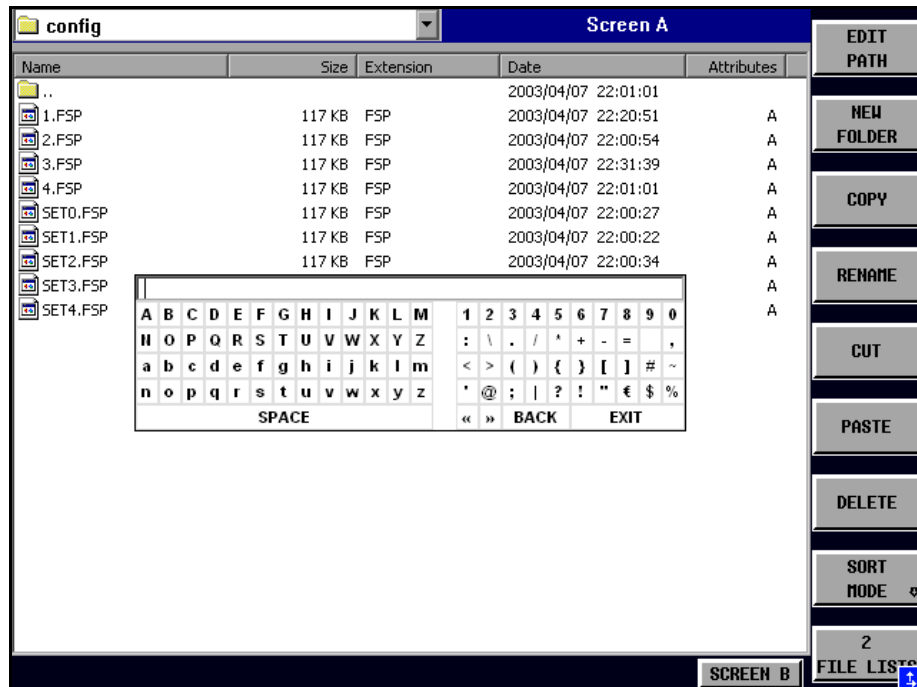 config
Screen A
Name Size Extension Date Attributes
.. 2003/04/07 22:01:01
1.FSP 117 KB FSP 2003/04/07 22:20:51 A
2.FSP 117 KB FSP 2003/04/07 22:00:54 A
3.FSP 117 KB FSP 2003/04/07 22:31:39 A
4.FSP 117 KB FSP 2003/04/07 22:01:01 A
SET0.FSP 117 KB FSP 2003/04/07 22:00:27 A
SET1.FSP 117 KB FSP 2003/04/07 22:00:22 A
SET2.FSP 117 KB FSP 2003/04/07 22:00:34 A
SET3.FSP A
SET4.FSP A
A B C D E F G H I J K L M 1 2 3 4 5 6 7 8 9 0
N O P Q R S T U V W X Y Z : \ . / * + - = ,
a b c d e f g h i j k l m < > ( ) { } [ ] # ~
n o p q r s t u v w x y z ' @ ; | ? ! " € $ %
SPACE « » BACK EXIT
EDIT
PATH
NEW
FOLDER
COPY
RENAME
CUT
PASTE
DELETE
SORT
MODE
2
FILE LISTS
SCREEN B